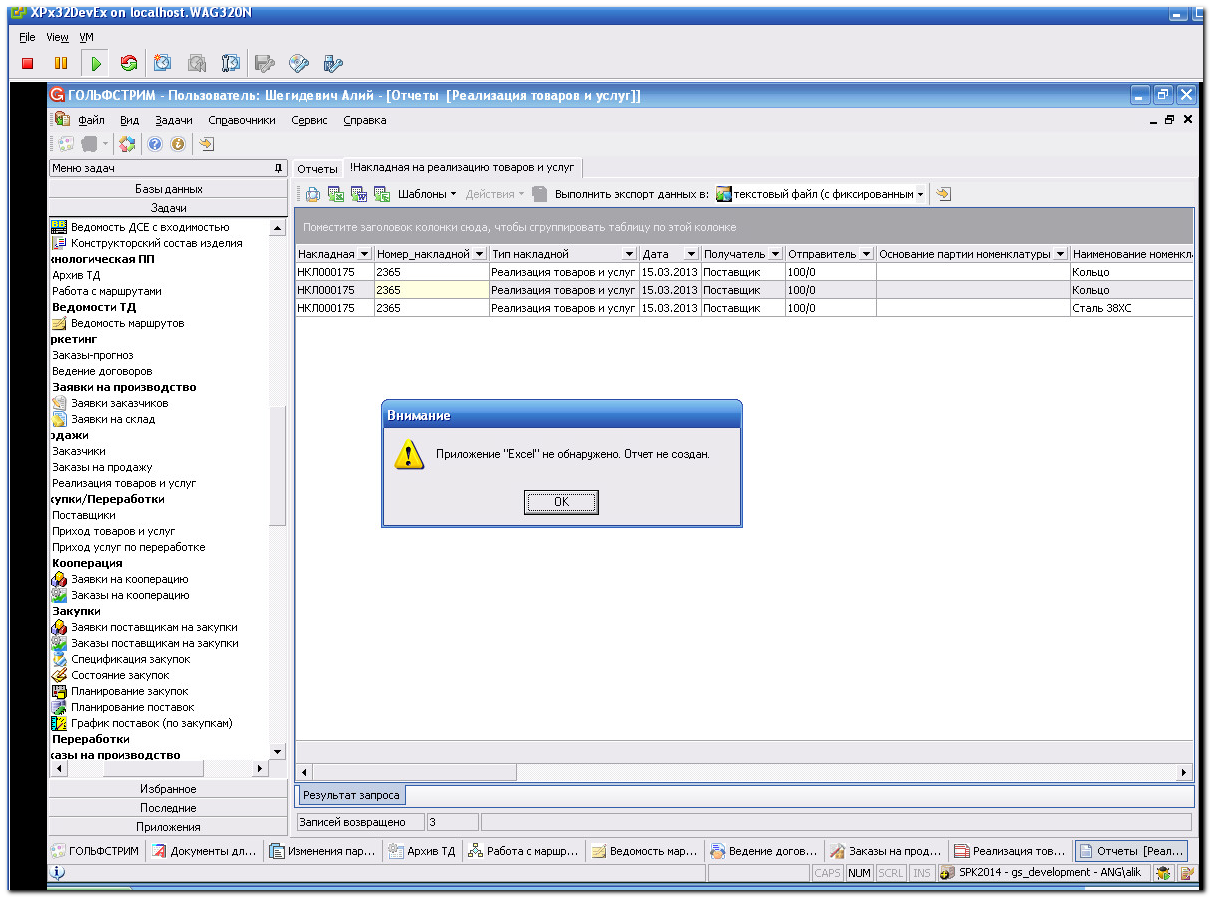 XPx32DevEx on localhost.WAG320N
File View VM
ГОЛЬФСТРИМ - Пользователь: Шегидевич Алий - [Отчеты [Реализация товаров и услуг]]
Файл Вид Задачи Справочники Сервис Справка
Меню задач
Базы данных
Задачи
Ведомость ДСЕ с входимостью
Конструкторский состав изделия
хнологическая ПП
Архив ТД
Работа с маршрутами
Ведомости ТД
Ведомость маршрутов
ркетинг
Заказы-прогноз
Ведение договоров
Заявки на производство
Заявки заказчиков
Заявки на склад
одажи
Заказчики
Заказы на продажу
Реализация товаров и услуг
купки/Переработки
Поставщики
Приход товаров и услуг
Приход услуг по переработке
Кооперация
Заявки на кооперацию
Заказы на кооперацию
Закупки
Заявки поставщикам на закупки
Заказы поставщикам на закупки
Спецификация закупок
Состояние закупок
Планирование закупок
Планирование поставок
График поставок (по закупкам)
Переработки
казы на производство
Избранное
Последние
Приложения
Отчеты !Накладная на реализацию товаров и услуг
Шаблоны Действия Выполнить экспорт данных в: текстовый файл (с фиксированным
Поместите заголовок колонки сюда, чтобы сгруппировать таблицу по этой колонке
Накладная Номер_накладной Тип накладной Дата Получатель Отправитель Основание партии номенклатуры Наименование номенкл
НКЛ000175 2365 Реализация товаров и услуг 15.03.2013 Поставщик 100/0 Кольцо
НКЛ000175 2365 Реализация товаров и услуг 15.03.2013 Поставщик 100/0 Кольцо
НКЛ000175 2365 Реализация товаров и услуг 15.03.2013 Поставщик 100/0 Сталь 38ХС
Внимание
Приложение "Excel" не обнаружено. Отчет не создан.
OK
Результат запроса
Записей возвращено 3
ГОЛЬФСТРИМ Документы дл... Изменения пар... Архив ТД Работа с маршр... Ведомость мар... Ведение догов... Заказы на прод... Реализация тов... Отчеты [Реал...
CAPS NUM SCRL INS SPK2014 - gs_development - ANG\alik